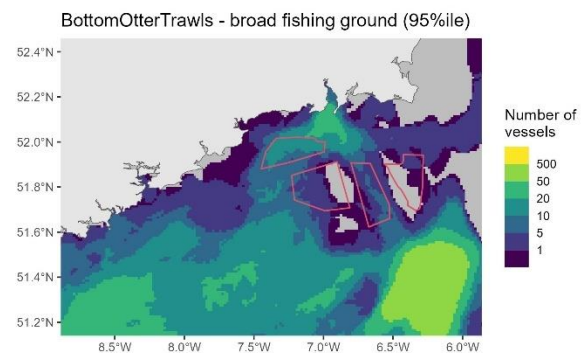 BottomOtterTrawls - broad fishing ground (95%ile)
52.4°N
52.2°N
52.0°N
51.8°N
51.6°N
51.4°N
51.2°N
8.5°W 8.0°W 7.5°W 7.0°W 6.5°W 6.0°W
Number of
vessels
500
50
20
10
5
1